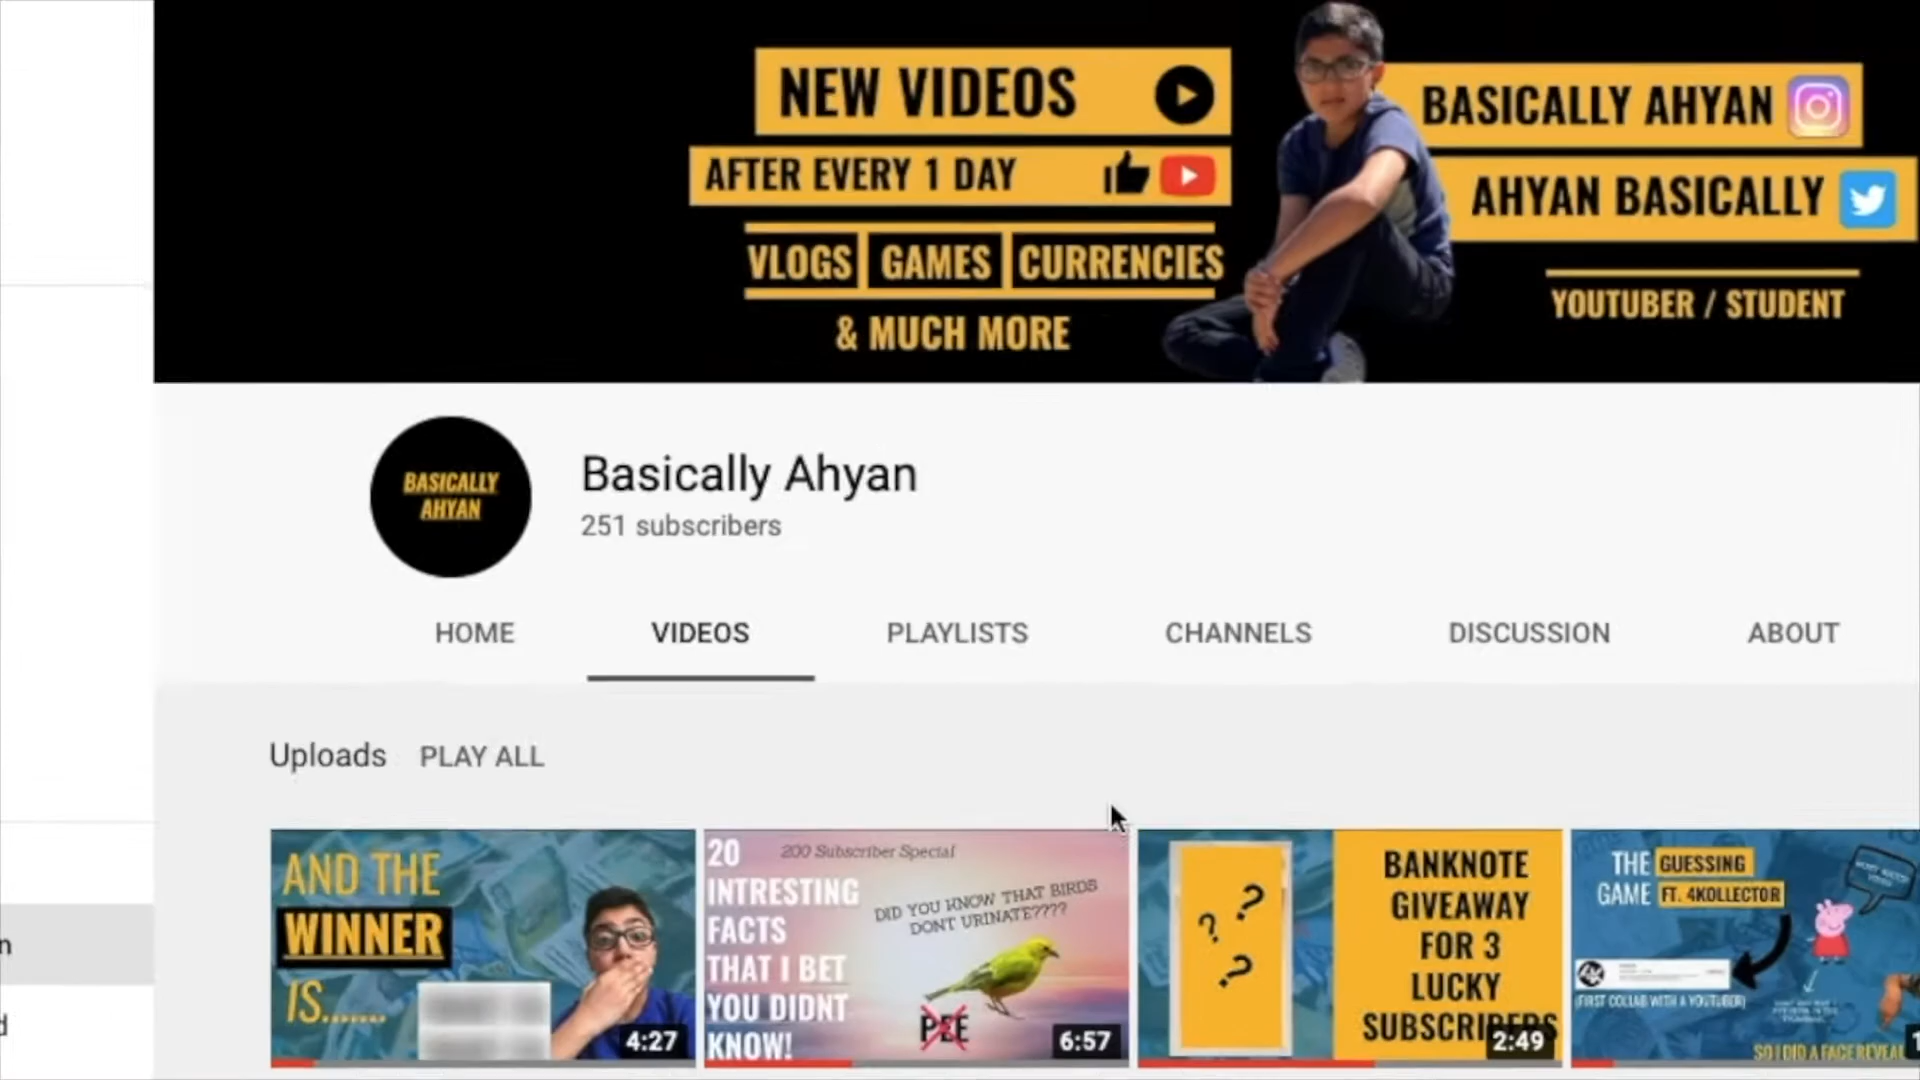 NEW VIDEOS
AFTER EVERY 1 DAY
VLOGS GAMES CURRENCIES
& MUCH MORE
BASICALLY AHYAN
AHYAN BASICALLY
YOUTUBER / STUDENT
BASICALLY
AHYAN
Basically Ahyan
251 subscribers
HOME VIDEOS PLAYLISTS CHANNELS DISCUSSION ABOUT
Uploads PLAY ALL
AND THE
WINNER
IS.......
4:27
200 Subscriber Special
20
INTRESTING
FACTS
THAT I BET
YOU DIDNT
KNOW!
DID YOU KNOW THAT BIRDS
DONT URINATE????
PEE
6:57
? ? ?
BANKNOTE
GIVEAWAY
FOR 3
LUCKY
SUBSCRIBERS
2:49
THE GUESSING
GAME FT. 4KOLLECTOR
(FIRST COLLAB WITH A YOUTUBER)
SO I DID A FACE REVEAL
n
d